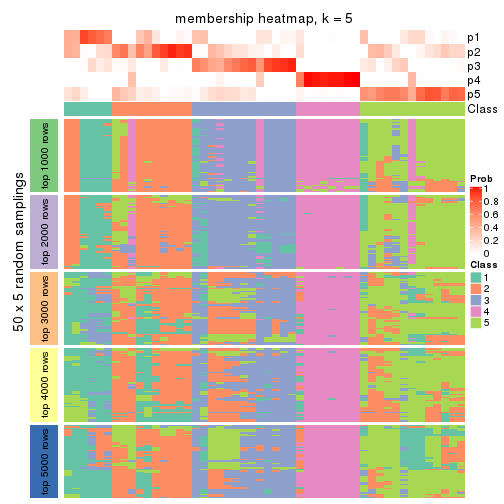 membership heatmap, k = 5
p1
p2
p3
p4
p5
Class
50 x 5 random samplings
top 1000 rows
top 2000 rows
top 3000 rows
top 4000 rows
top 5000 rows
Prob
1
0.8
0.6
0.4
0.2
0
Class
1
2
3
4
5